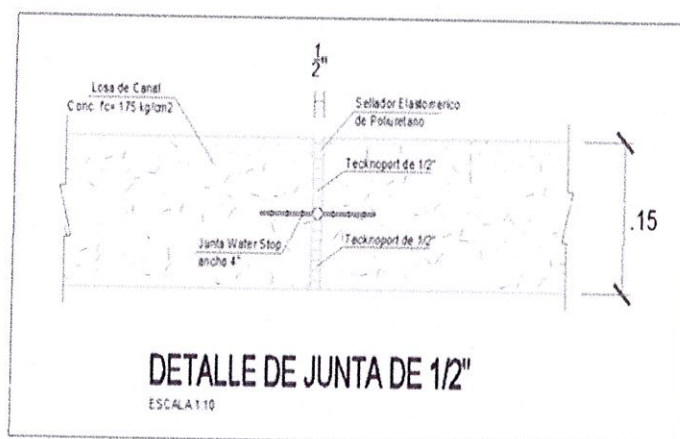 1/2"
Losa de Canal
Conc. f'c= 175 kg/cm2
Sellador Elastomérico
de Poliuretano
Tecknoport de 1/2"
.15
Junta Water Stop
ancho 4"
Tecknoport de 1/2"
DETALLE DE JUNTA DE 1/2"
ESCALA 1:10